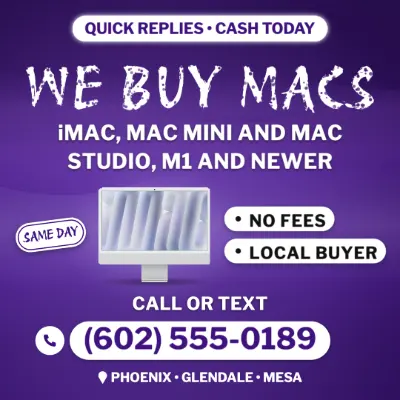 QUICK REPLIES • CASH TODAY
WE BUY MACS
iMAC, MAC MINI AND MAC
STUDIO, M1 AND NEWER
SAME DAY
• NO FEES
• LOCAL BUYER
CALL OR TEXT
(602) 555-0189
PHOENIX • GLENDALE • MESA